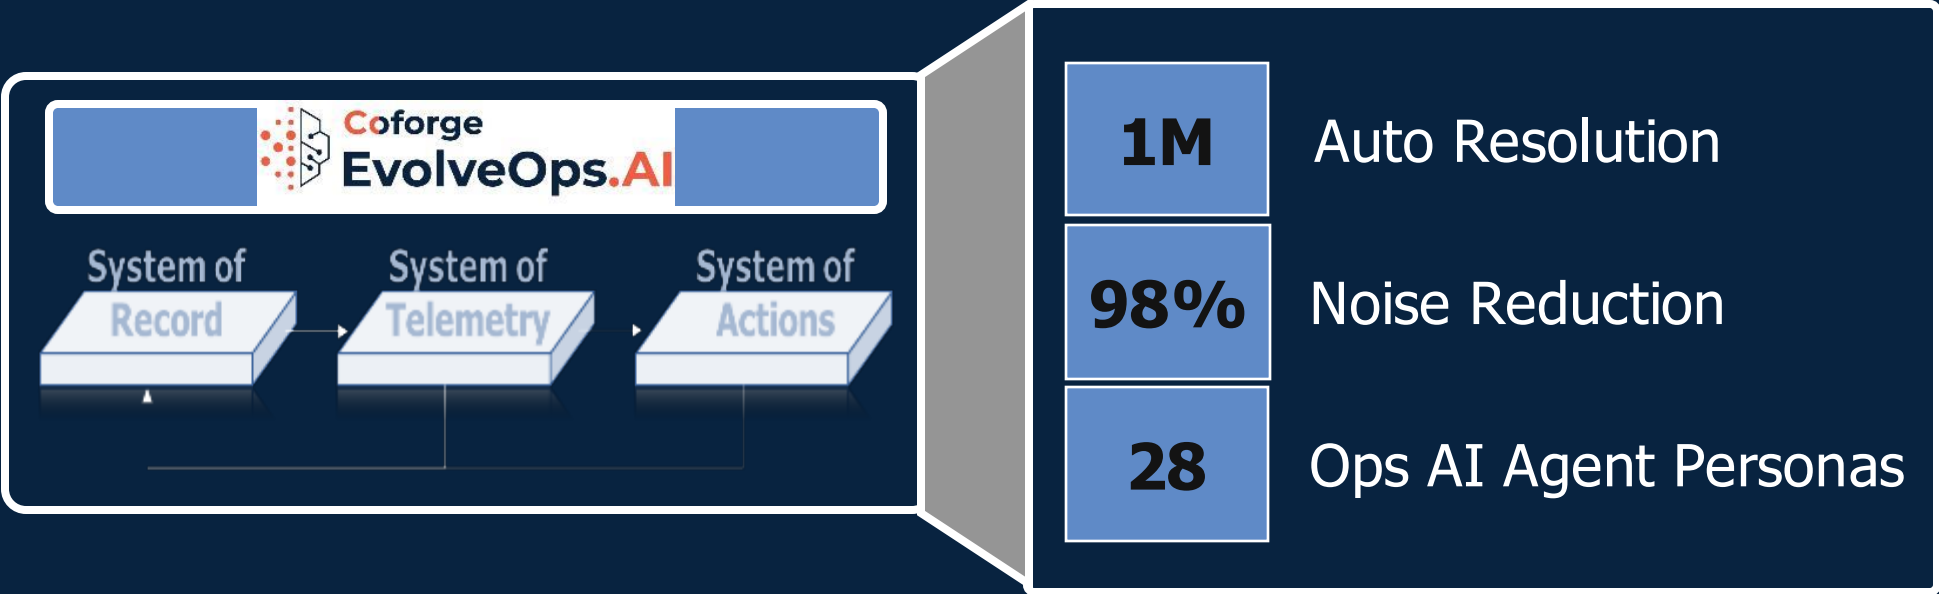 Coforge
EvolveOps.AI
System of
Record
System of
Telemetry
System of
Actions
1M
Auto Resolution
98%
Noise Reduction
28
Ops AI Agent Personas